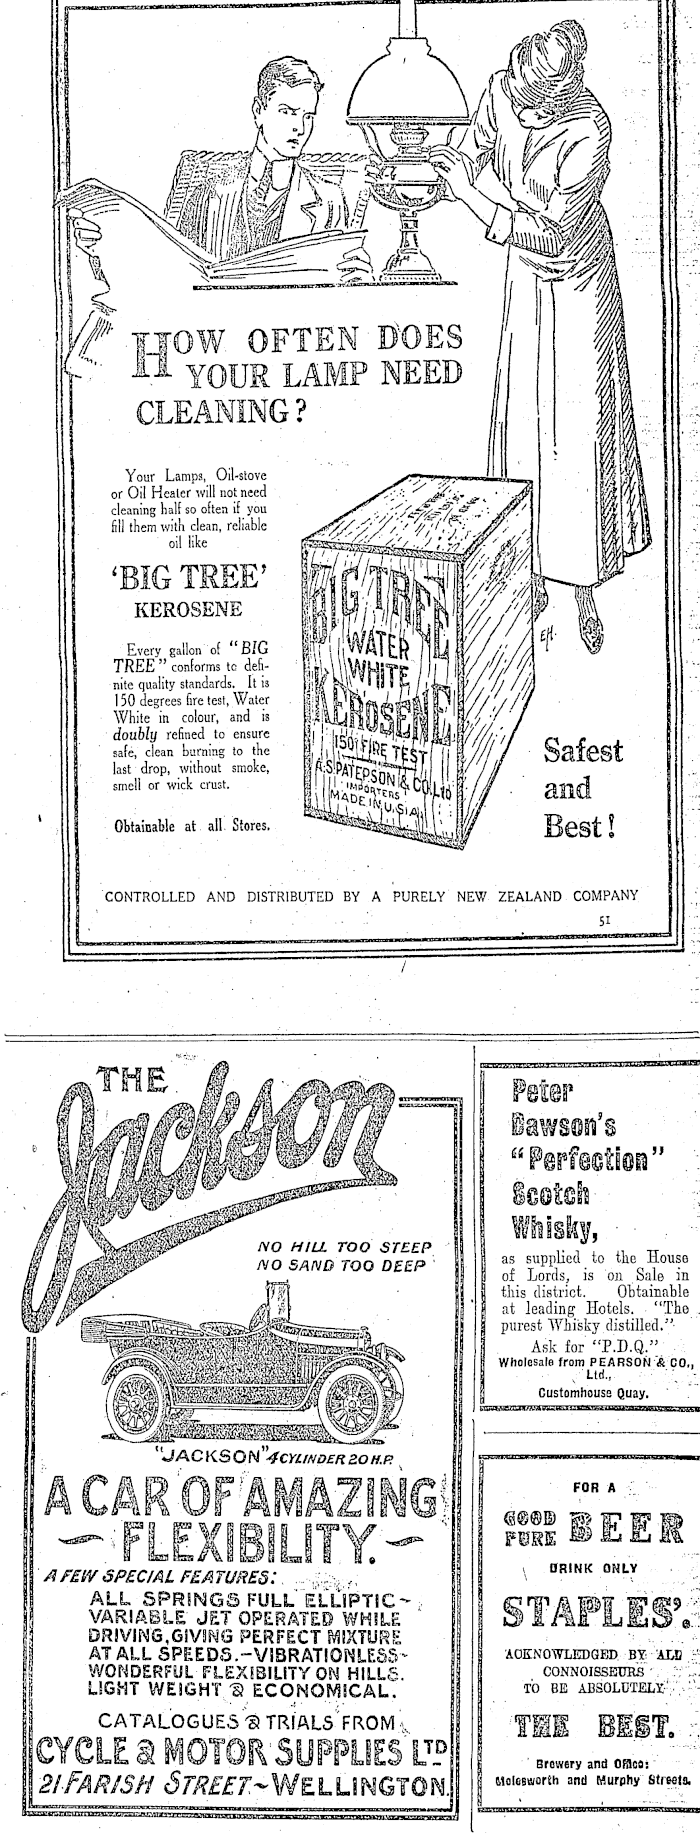 HOW OFTEN DOES
YOUR LAMP NEED
CLEANING?
Your Lamps, Oil-stove
or Oil Heater will not need
cleaning half so often if you
fill them with clean, reliable
oil like
'BIG TREE'
KEROSENE
Every gallon of "BIG
TREE" conforms to defi-
nite quality standards. It is
150 degrees fire test, Water
White in colour, and is
doubly refined to ensure
safe, clean burning to the
last drop, without smoke,
smell or wick crust.
Obtainable at all Stores.
BIG TREE
WATER
WHITE
KEROSENE
150° FIRE TEST
A.S. PATERSON & CO. Ltd
IMPORTERS
MADE IN U.S.A.
EH.
Safest
and
Best!
CONTROLLED AND DISTRIBUTED BY A PURELY NEW ZEALAND COMPANY
51
THE
Jackson
NO HILL TOO STEEP
NO SAND TOO DEEP
"JACKSON" 4 CYLINDER 20 H.P.
A CAR OF AMAZING
~ FLEXIBILITY. ~
A FEW SPECIAL FEATURES:
ALL SPRINGS FULL ELLIPTIC~
VARIABLE JET OPERATED WHILE
DRIVING, GIVING PERFECT MIXTURE
AT ALL SPEEDS.-VIBRATIONLESS-
WONDERFUL FLEXIBILITY ON HILLS.
LIGHT WEIGHT & ECONOMICAL.
CATALOGUES & TRIALS FROM
CYCLE & MOTOR SUPPLIES LTD
21 FARISH STREET ~ WELLINGTON.
Peter
Dawson's
"Perfection"
Scotch
Whisky,
as supplied to the House
of Lords, is on Sale in
this district. Obtainable
at leading Hotels. "The
purest Whisky distilled."
Ask for "P.D.Q."
Wholesale from PEARSON & CO.,
Ltd.,
Customhouse Quay.
FOR A
GOOD PURE BEER
DRINK ONLY
STAPLES'.
ACKNOWLEDGED BY ALL
CONNOISSEURS
TO BE ABSOLUTELY
THE BEST.
Brewery and Office:
Molesworth and Murphy Streets.